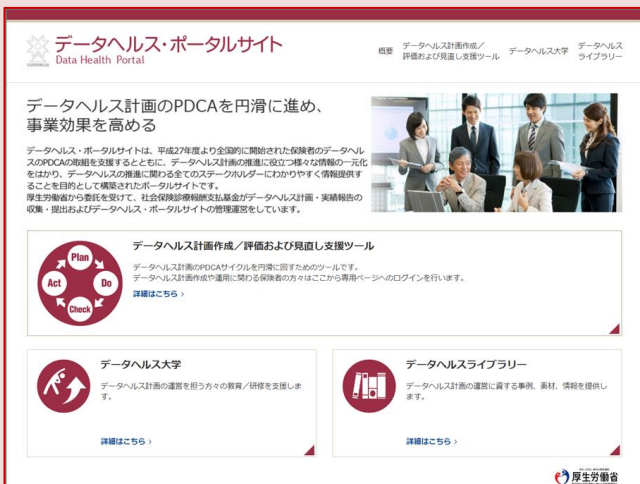 データヘルス・ポータルサイト
Data Health Portal
概要
データヘルス計画作成／
評価および見直し支援ツール
データヘルス大学
データヘルス
ライブラリー
データヘルス計画のPDCAを円滑に進め、
事業効果を高める
データヘルス・ポータルサイトは、平成27年度より全国的に開始された保険者のデータヘル
スのPDCAの取組を支援するとともに、データヘルス計画の推進に役立つ様々な情報の一元化
をはかり、データヘルスの推進に関わる全てのステークホルダーにわかりやすく情報提供す
ることを目的として構築されたポータルサイトです。
厚生労働省から委託を受けて、社会保険診療報酬支払基金がデータヘルス計画・実績報告の
収集・提出およびデータヘルス・ポータルサイトの管理運営をしています。
Plan
Do
Check
Act
データヘルス計画作成／評価および見直し支援ツール
データヘルス計画のPDCAサイクルを円滑に回すためのツールです。
データヘルス計画作成や運用に関わる保険者の方々はここから専用ページへのログインを行います。
詳細はこちら ›
データヘルス大学
データヘルス計画の運営を担う方々の教育／研修を支援しま
す。
詳細はこちら ›
データヘルスライブラリー
データヘルス計画の運営に資する事例、素材、情報を提供し
ます。
詳細はこちら ›
厚生労働省